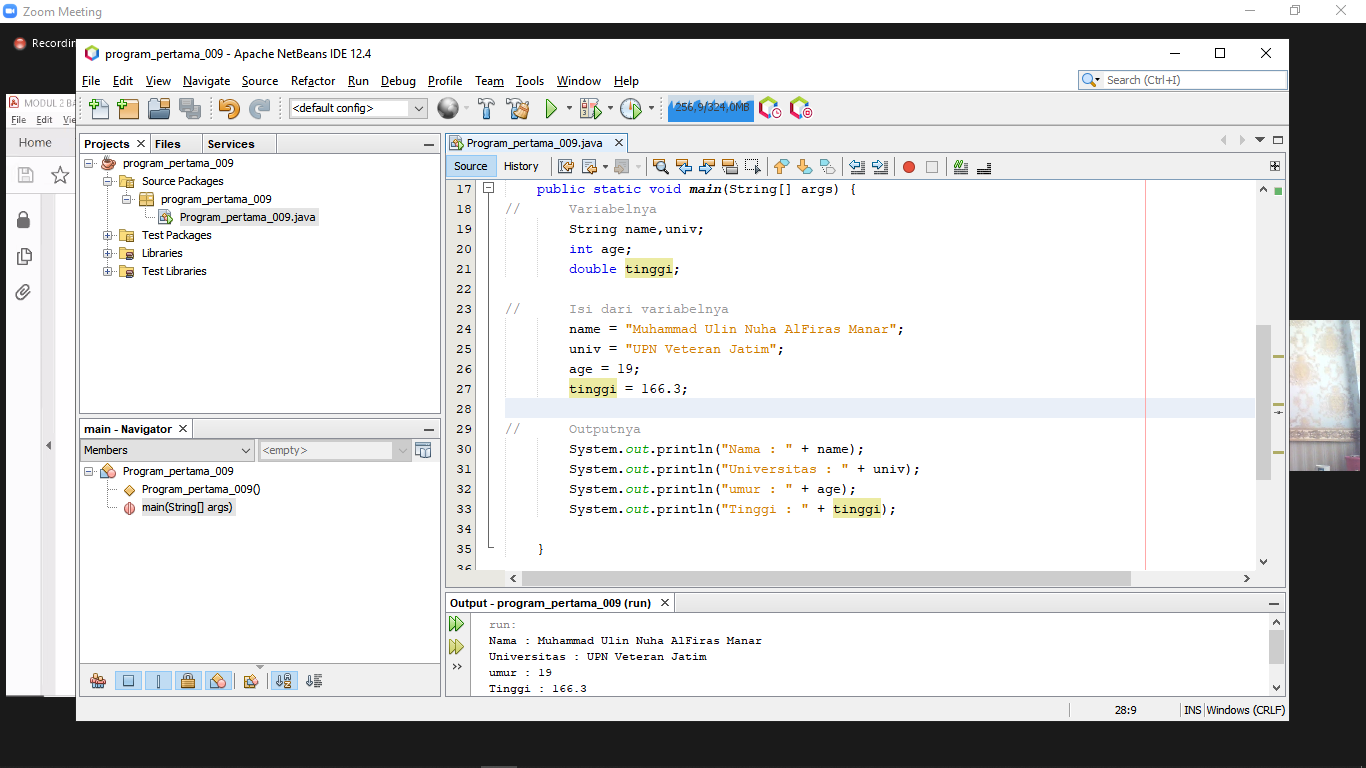 Zoom Meeting
Recordin
program_pertama_009 - Apache NetBeans IDE 12.4
File Edit View Navigate Source Refactor Run Debug Profile Team Tools Window Help
Search (Ctrl+I)
<default config>
256,9/324,0MB
MODUL 2 BA
File Edit Vie
Home
Projects Files Services
program_pertama_009
Source Packages
program_pertama_009
Program_pertama_009.java
Test Packages
Libraries
Test Libraries
main - Navigator
Members
<empty>
Program_pertama_009
Program_pertama_009()
main(String[] args)
Program_pertama_009.java
Source History
17 public static void main(String[] args) {
18 // Variabelnya
19 String name,univ;
20 int age;
21 double tinggi;
22
23 // Isi dari variabelnya
24 name = "Muhammad Ulin Nuha AlFiras Manar";
25 univ = "UPN Veteran Jatim";
26 age = 19;
27 tinggi = 166.3;
28
29 // Outputnya
30 System.out.println("Nama : " + name);
31 System.out.println("Universitas : " + univ);
32 System.out.println("umur : " + age);
33 System.out.println("Tinggi : " + tinggi);
34
35 }
36
Output - program_pertama_009 (run)
run:
Nama : Muhammad Ulin Nuha AlFiras Manar
Universitas : UPN Veteran Jatim
umur : 19
Tinggi : 166.3
28:9 INS Windows (CRLF)